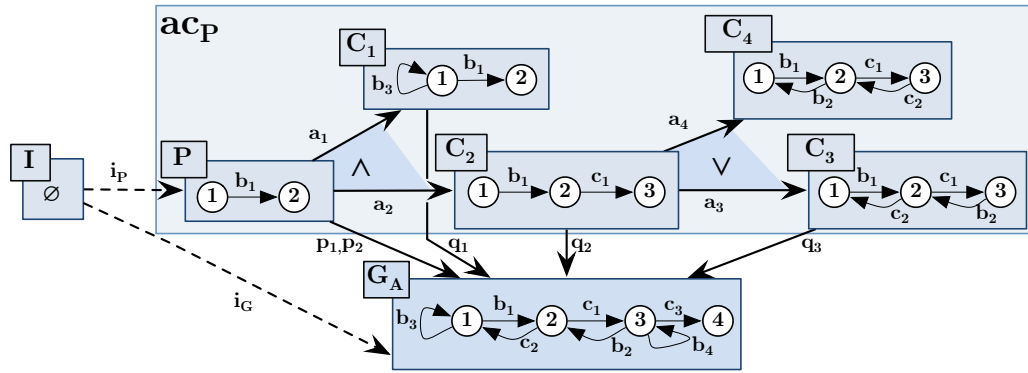 ac_P
C_1
b_3
1
b_1
2
C_4
1
b_1
2
c_1
3
b_2
c_2
a_1
a_4
I
∅
i_P
P
1
b_1
2
∧
a_2
C_2
1
b_1
2
c_1
3
∨
a_3
C_3
1
b_1
2
c_1
3
c_2
b_2
p_1,p_2
q_1
q_2
q_3
i_G
G_A
b_3
1
b_1
2
c_1
3
c_3
4
c_2
b_2
b_4